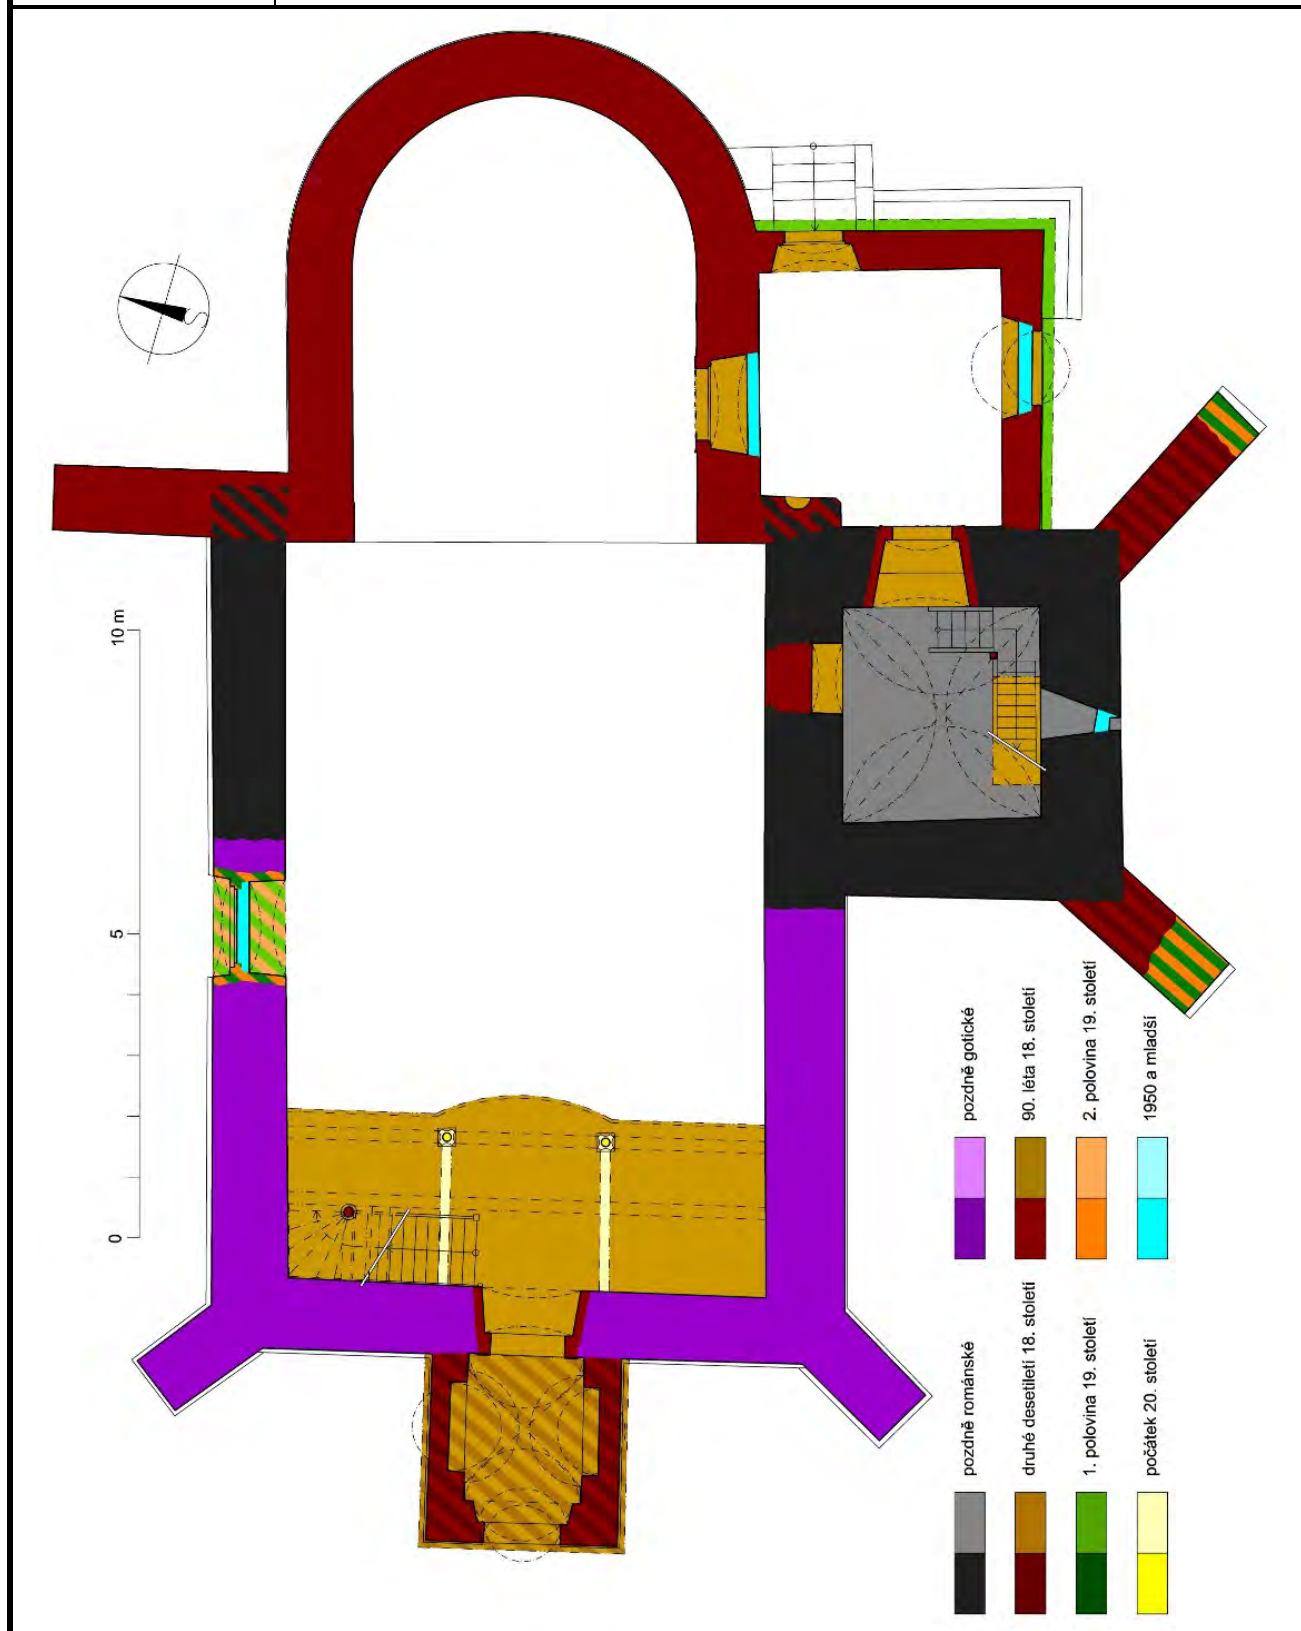 10 m
5
0
pozdně románské
pozdně gotické
druhé desetiletí 18. století
90. léta 18. století
1. polovina 19. století
2. polovina 19. století
počátek 20. století
1950 a mladší